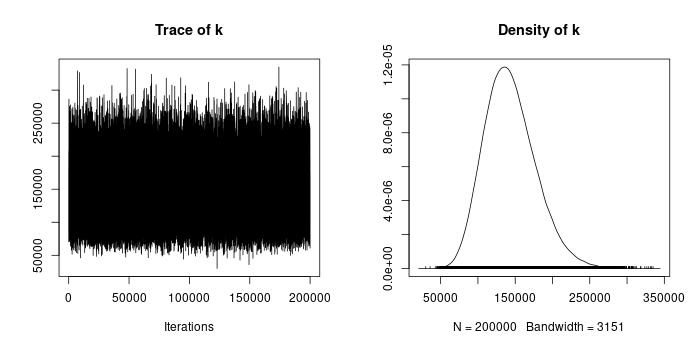 Trace of k
250000
150000
50000
0
50000
100000
150000
200000
Iterations
Density of k
1.2e-05
8.0e-06
4.0e-06
0.0e+00
50000
150000
250000
350000
N = 200000 Bandwidth = 3151